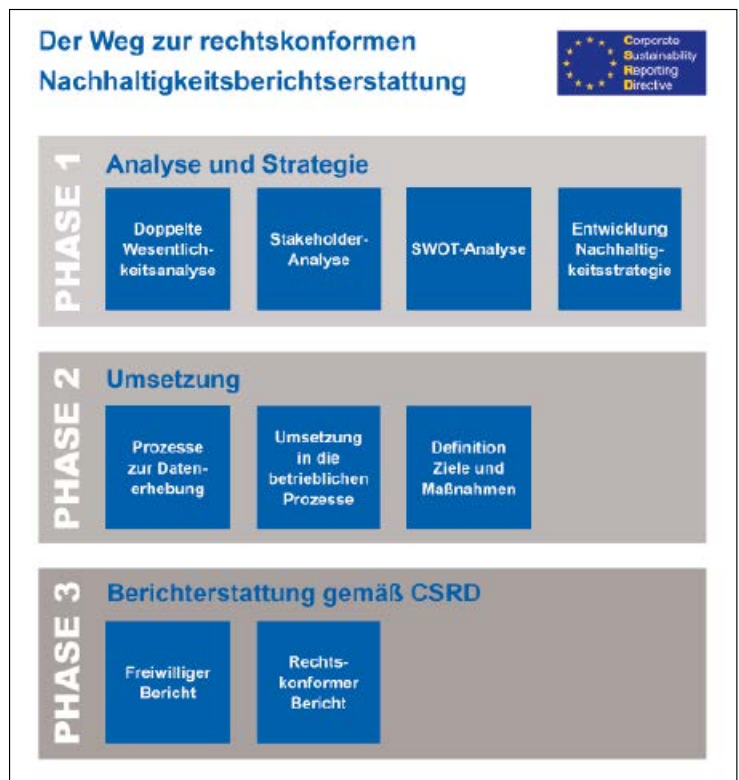 Der Weg zur rechtskonformen
Nachhaltigkeitsberichtserstattung
Corporate
Sustainability
Reporting
Directive
PHASE 1
Analyse und Strategie
Doppelte
Wesentlich-
keitsanalyse
Stakeholder-
Analyse
SWOT-Analyse
Entwicklung
Nachhaltig-
keitsstrategie
PHASE 2
Umsetzung
Prozesse
zur Daten-
erhebung
Umsetzung
in die
betrieblichen
Prozesse
Definition
Ziele und
Maßnahmen
PHASE 3
Berichterstattung gemäß CSRD
Freiwilliger
Bericht
Rechts-
konformer
Bericht